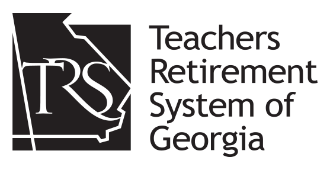 TRS
Teachers
Retirement
System of
Georgia